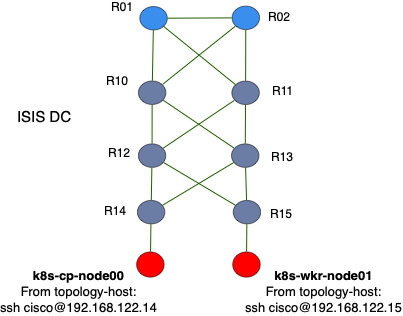 R01
R02
R10
R11
ISIS DC
R12
R13
R14
R15
k8s-cp-node00
From topology-host:
ssh cisco@192.168.122.14
k8s-wkr-node01
From topology-host:
ssh cisco@192.168.122.15